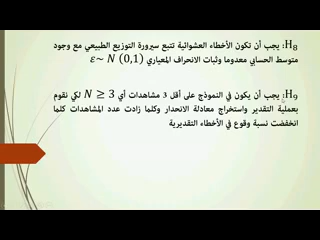 H₈: يجب أن تكون الأخطاء العشوائية تتبع سيرورة التوزيع الطبيعي مع وجود
متوسط الحسابي معدوما وثبات الانحراف المعياري ε~ N (0,1)
H₉: يجب أن يكون في النموذج على أقل 3 مشاهدات أي N ≥ 3 لكي نقوم
بعملية التقدير واستخراج معادلة الانحدار وكلما زادت عدد المشاهدات كلما
انخفضت نسبة وقوع في الأخطاء التقديرية